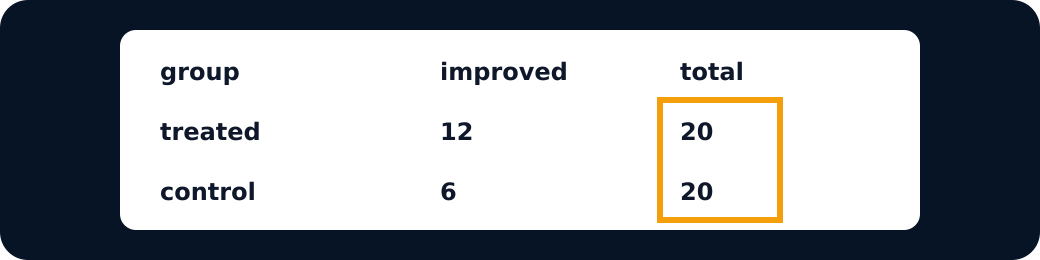 group improved total
treated 12 20
control 6 20